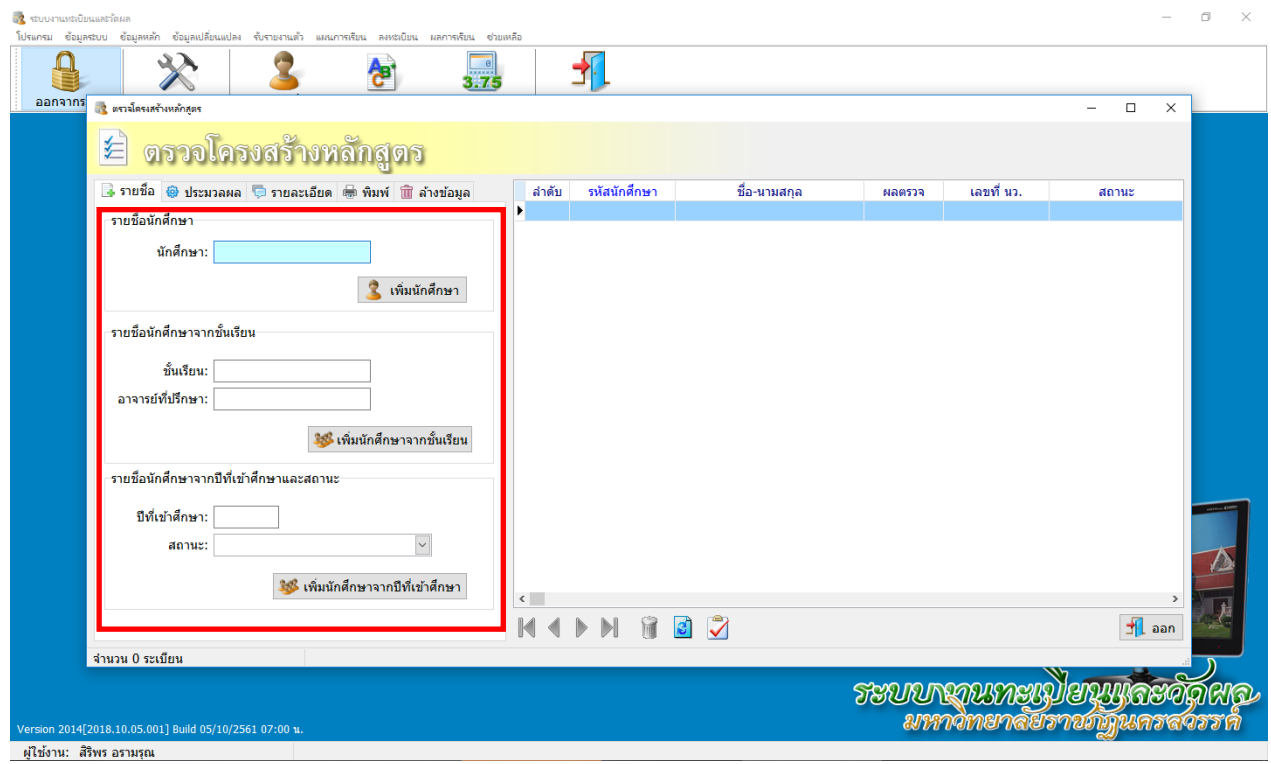 ระบบงานทะเบียนและวัดผล
โปรแกรม ข้อมูลระบบ ข้อมูลหลัก ข้อมูลเปลี่ยนแปลง รับรายงานตัว แผนการเรียน ลงทะเบียน ผลการเรียน ช่วยเหลือ
3.75
ออกจากร
ตรวจโครงสร้างหลักสูตร
ตรวจโครงสร้างหลักสูตร
รายชื่อ ประมวลผล รายละเอียด พิมพ์ ล้างข้อมูล
ลำดับ รหัสนักศึกษา ชื่อ-นามสกุล ผลตรวจ เลขที่ นว. สถานะ
รายชื่อนักศึกษา
นักศึกษา:
เพิ่มนักศึกษา
รายชื่อนักศึกษาจากชั้นเรียน
ชั้นเรียน:
อาจารย์ที่ปรึกษา:
เพิ่มนักศึกษาจากชั้นเรียน
รายชื่อนักศึกษาจากปีที่เข้าศึกษาและสถานะ
ปีที่เข้าศึกษา:
สถานะ:
เพิ่มนักศึกษาจากปีที่เข้าศึกษา
ออก
จำนวน 0 ระเบียน
ระบบงานทะเบียนและวัดผล
มหาวิทยาลัยราชภัฏนครสวรรค์
Version 2014[2018.10.05.001] Build 05/10/2561 07:00 น.
ผู้ใช้งาน: สิริพร อรามรุณ